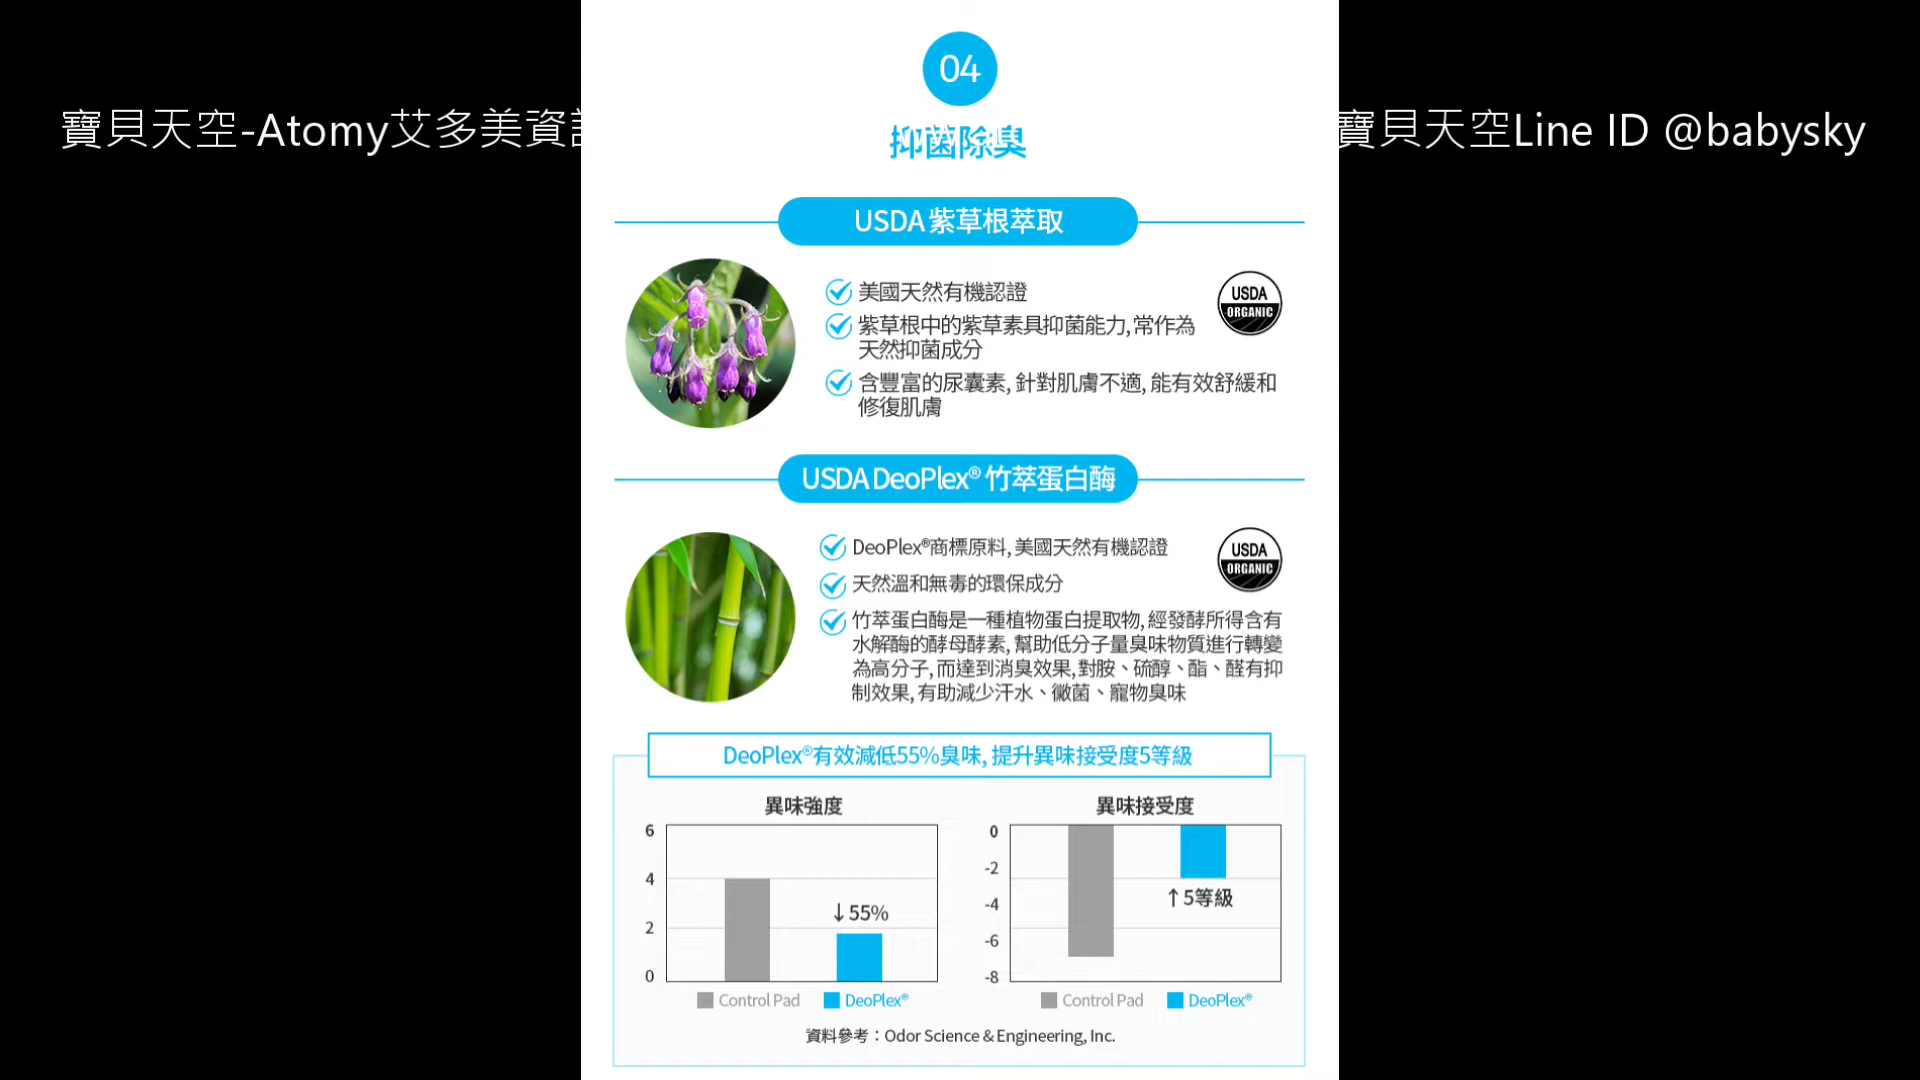 04
寶貝天空-Atomy艾多美資
寶貝天空Line ID @babysky
抑菌除臭
USDA 紫草根萃取
美國天然有機認證
紫草根中的紫草素具抑菌能力,常作為
天然抑菌成分
含豐富的尿囊素, 針對肌膚不適, 能有效舒緩和
修復肌膚
USDA
ORGANIC
USDA DeoPlex® 竹萃蛋白酶
DeoPlex®商標原料, 美國天然有機認證
天然溫和無毒的環保成分
竹萃蛋白酶是一種植物蛋白提取物, 經發酵所得含有
水解酶的酵母酵素, 幫助低分子量臭味物質進行轉變
為高分子, 而達到消臭效果, 對胺、硫醇、酯、醛有抑
制效果, 有助減少汗水、黴菌、寵物臭味
USDA
ORGANIC
DeoPlex®有效減低55%臭味, 提升異味接受度5等級
異味強度
6
4
2
0
↓55%
Control Pad
DeoPlex®
異味接受度
0
-2
-4
-6
-8
↑5等級
Control Pad
DeoPlex®
資料參考：Odor Science & Engineering, Inc.